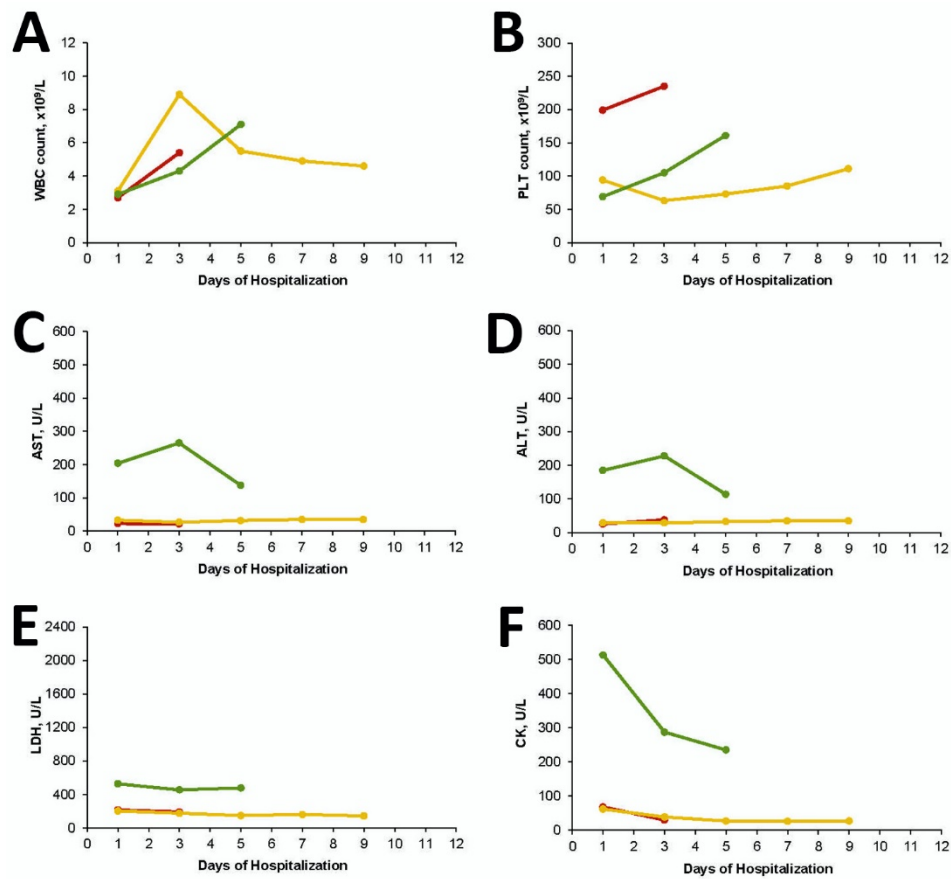 A
WBC count, x10⁹/L
12
10
8
6
4
2
0
0 1 2 3 4 5 6 7 8 9 10 11 12
Days of Hospitalization
B
PLT count, x10⁹/L
300
250
200
150
100
50
0
0 1 2 3 4 5 6 7 8 9 10 11 12
Days of Hospitalization
C
AST, U/L
600
500
400
300
200
100
0
0 1 2 3 4 5 6 7 8 9 10 11 12
Days of Hospitalization
D
ALT, U/L
600
500
400
300
200
100
0
0 1 2 3 4 5 6 7 8 9 10 11 12
Days of Hospitalization
E
LDH, U/L
2400
2000
1600
1200
800
400
0
0 1 2 3 4 5 6 7 8 9 10 11 12
Days of Hospitalization
F
CK, U/L
600
500
400
300
200
100
0
0 1 2 3 4 5 6 7 8 9 10 11 12
Days of Hospitalization